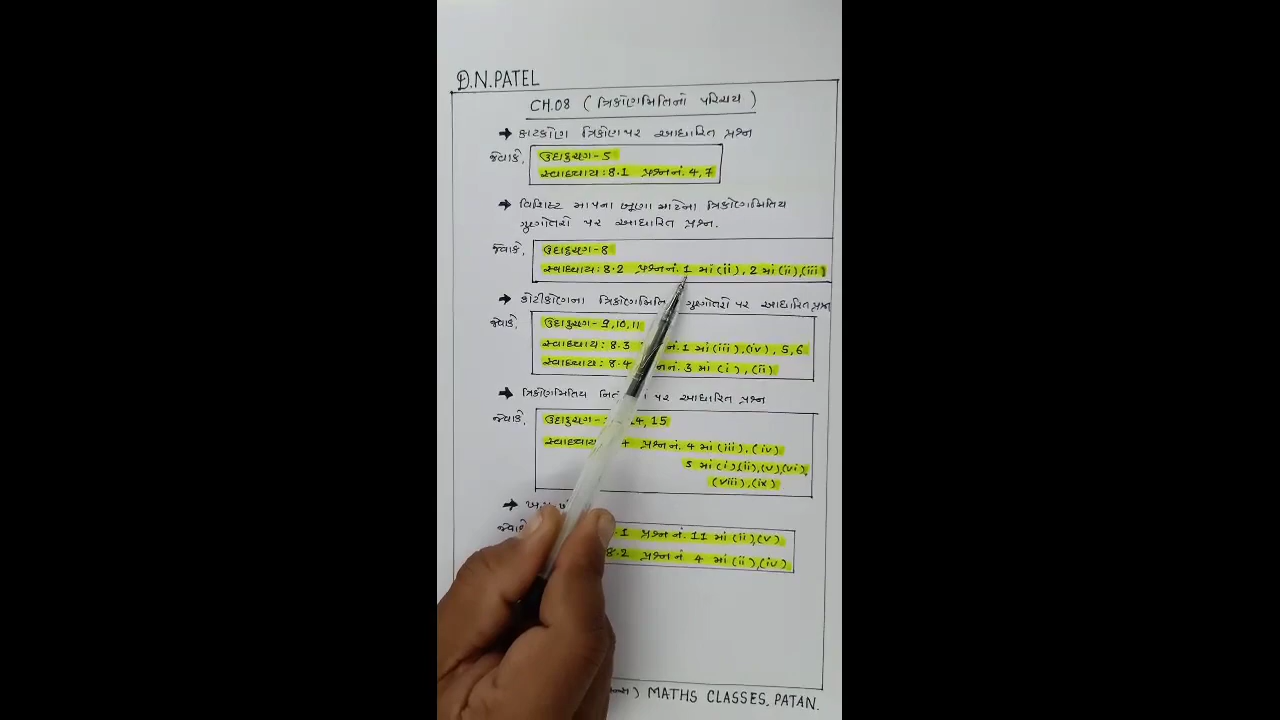 D.N.PATEL
CH.08 (ત્રિકોણમિતિનો પરિચય)
→ કાટકોણ ત્રિકોણ પર આધારિત પ્રશ્ન
જેવાકે, ઉદાહરણ-5
સ્વાધ્યાય: 8.1 પ્રશ્ન નં. 4,7
→ વિશિષ્ટ માપના ખૂણા માટેના ત્રિકોણમિતિય
ગુણોતરો પર આધારિત પ્રશ્ન.
જેવાકે, ઉદાહરણ-8
સ્વાધ્યાય: 8.2 પ્રશ્ન નં. 1 માં (ii), 2 માં (ii),(iii)
→ કોટીકોણના ત્રિકોણમિતિ ગુણોતરો પર આધારિત પ્રશ્ન
જેવાકે, ઉદાહરણ-9,10,11
સ્વાધ્યાય: 8.3 નં. 1 માં (iii),(iv), 5,6
સ્વાધ્યાય: 8.4 નં. 3 માં (i),(ii)
→ ત્રિકોણમિતિય પર આધારિત પ્રશ્ન
જેવાકે, ઉદાહરણ- 15
સ્વાધ્યાય 4 પ્રશ્ન નં. 4 માં (iii),(iv)
5 માં (i),(ii),(v),(vi),
(viii),(ix)
→
જેવાકે .1 પ્રશ્ન નં. 11 માં (ii),(v)
8.2 પ્રશ્ન નં 4 માં (ii),(iv)
MATHS CLASSES, PATAN.